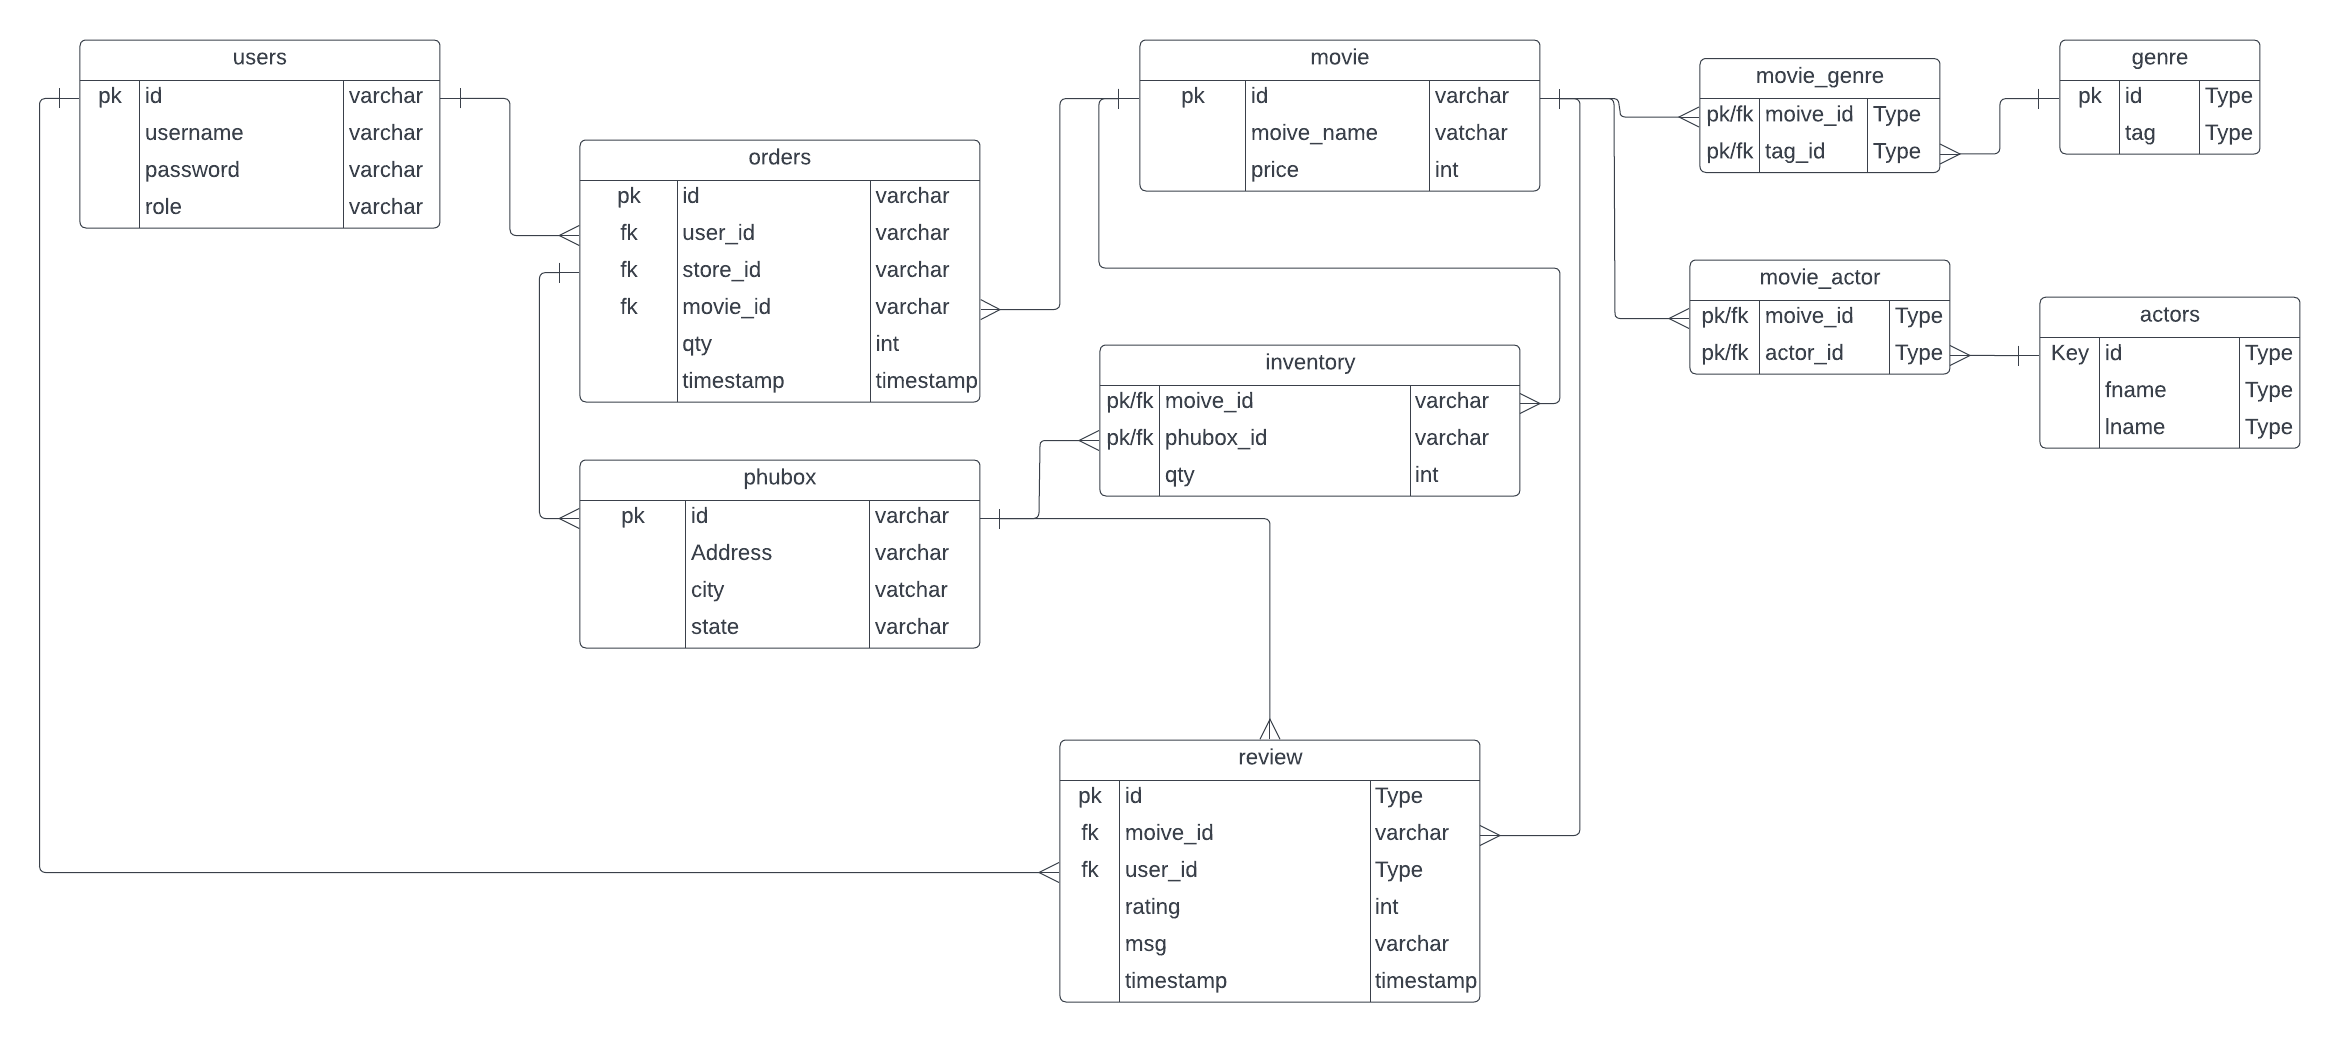 users
pk id varchar
username varchar
password varchar
role varchar
orders
pk id varchar
fk user_id varchar
fk store_id varchar
fk movie_id varchar
qty int
timestamp timestamp
phubox
pk id varchar
Address varchar
city vatchar
state varchar
movie
pk id varchar
moive_name vatchar
price int
inventory
pk/fk moive_id varchar
pk/fk phubox_id varchar
qty int
review
pk id Type
fk moive_id varchar
fk user_id Type
rating int
msg varchar
timestamp timestamp
movie_genre
pk/fk moive_id Type
pk/fk tag_id Type
genre
pk id Type
tag Type
movie_actor
pk/fk moive_id Type
pk/fk actor_id Type
actors
Key id Type
fname Type
lname Type